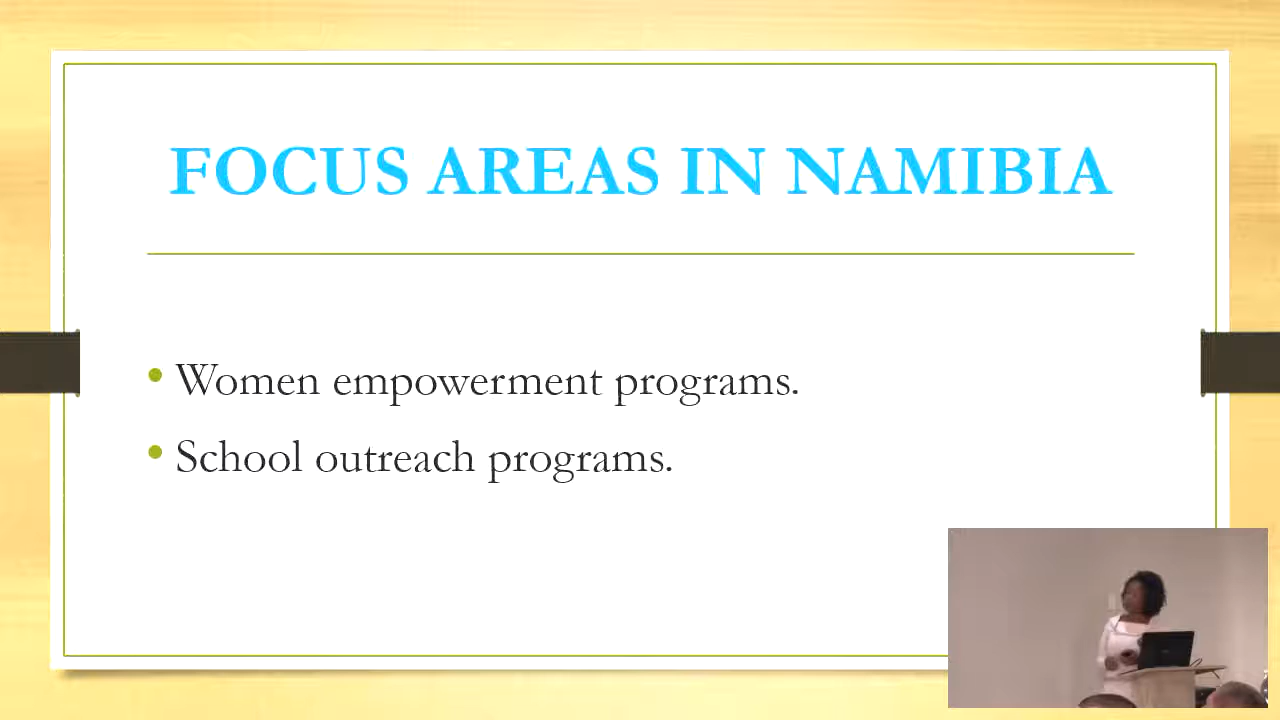 FOCUS AREAS IN NAMIBIA
• Women empowerment programs.
• School outreach programs.